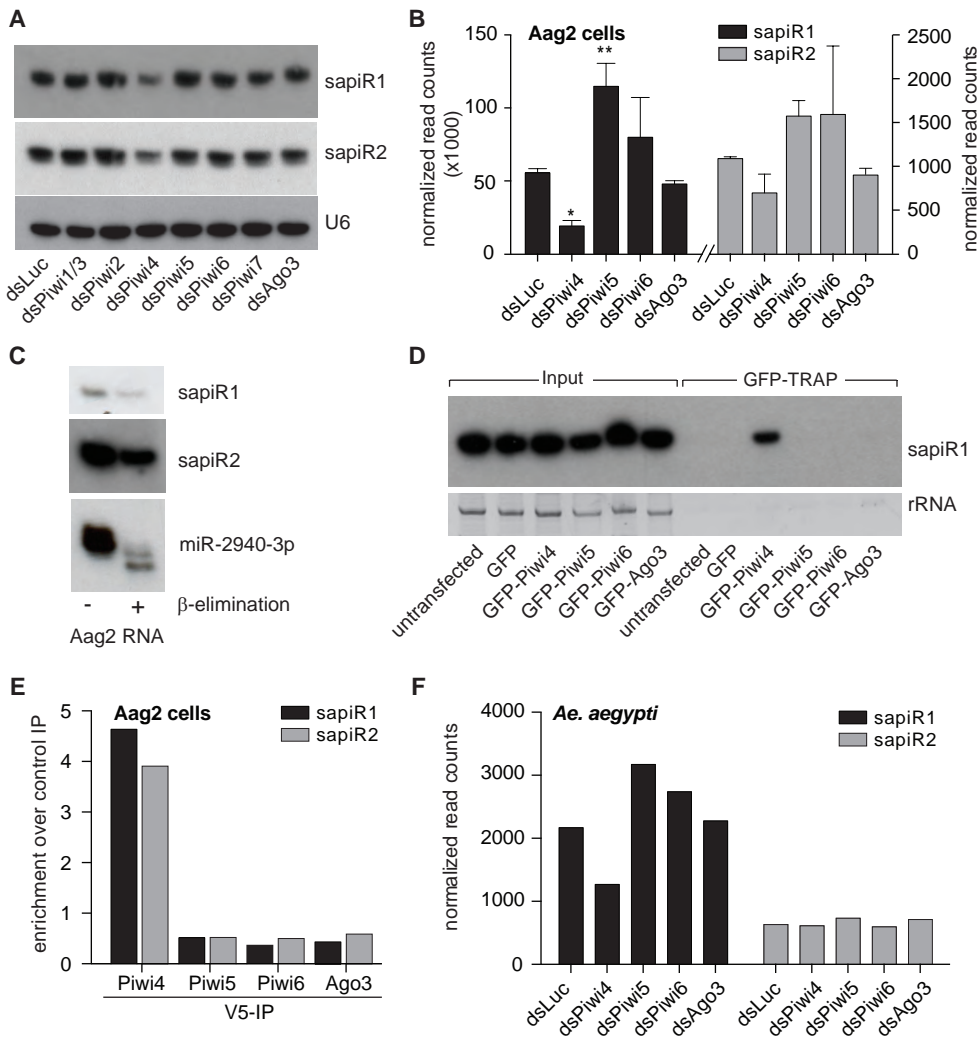 A
sapiR1
sapiR2
U6
dsLuc
dsPiwi1/3
dsPiwi2
dsPiwi4
dsPiwi5
dsPiwi6
dsPiwi7
dsAgo3
B
Aag2 cells
sapiR1
sapiR2
normalized read counts
(x1000)
150
100
50
0
**
*
2500
2000
1500
1000
500
0
normalized read counts
dsLuc
dsPiwi4
dsPiwi5
dsPiwi6
dsAgo3
dsLuc
dsPiwi4
dsPiwi5
dsPiwi6
dsAgo3
C
sapiR1
sapiR2
miR-2940-3p
- + β-elimination
Aag2 RNA
D
Input
GFP-TRAP
sapiR1
rRNA
untransfected
GFP
GFP-Piwi4
GFP-Piwi5
GFP-Piwi6
GFP-Ago3
untransfected
GFP
GFP-Piwi4
GFP-Piwi5
GFP-Piwi6
GFP-Ago3
E
Aag2 cells
sapiR1
sapiR2
enrichment over control IP
5
4
3
2
1
0
Piwi4 Piwi5 Piwi6 Ago3
V5-IP
F
Ae. aegypti
sapiR1
sapiR2
normalized read counts
4000
3000
2000
1000
0
dsLuc
dsPiwi4
dsPiwi5
dsPiwi6
dsAgo3
dsLuc
dsPiwi4
dsPiwi5
dsPiwi6
dsAgo3